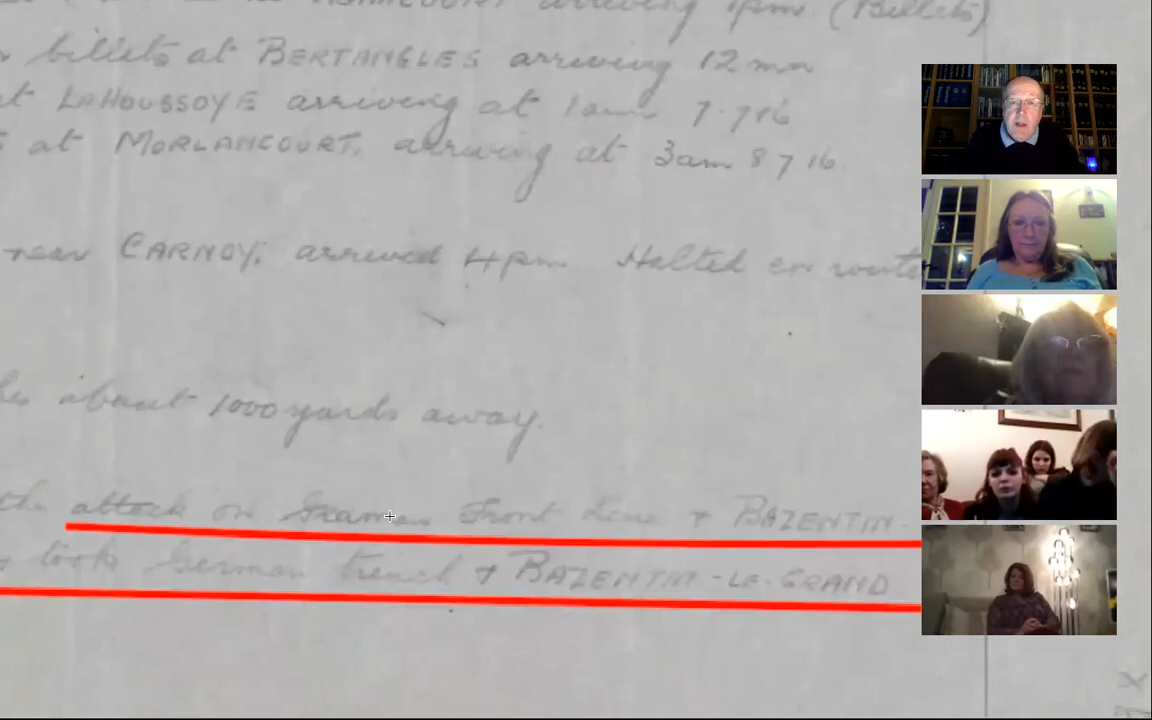 arriving 1pm (Billets)
billets at BERTANGLES arriving 12 mn
at LAHOUSSOYE arriving at 1am 7.7.16
at MORLANCOURT. arriving at 3am 8 7 16.
near CARNOY. arrived 4pm Halted en route
about 1000 yards away.
the attack on German Front Line + BAZENTIN-
took German trench + BAZENTIN-LE-GRAND